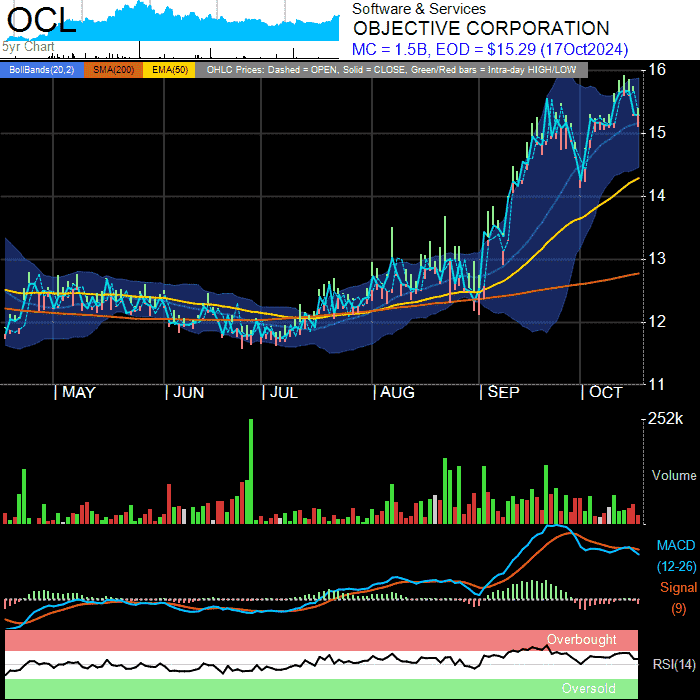 OCL
5yr Chart
Software & Services
OBJECTIVE CORPORATION
MC = 1.5B, EOD = $15.29 (17Oct2024)
BollBands(20,2) SMA(200) EMA(50) OHLC Prices: Dashed = OPEN, Solid = CLOSE, Green/Red bars = Intra-day HIGH/LOW
16
15
14
13
12
11
MAY JUN JUL AUG SEP OCT
252k
Volume
MACD
(12-26)
Signal
(9)
Overbought
RSI(14)
Oversold